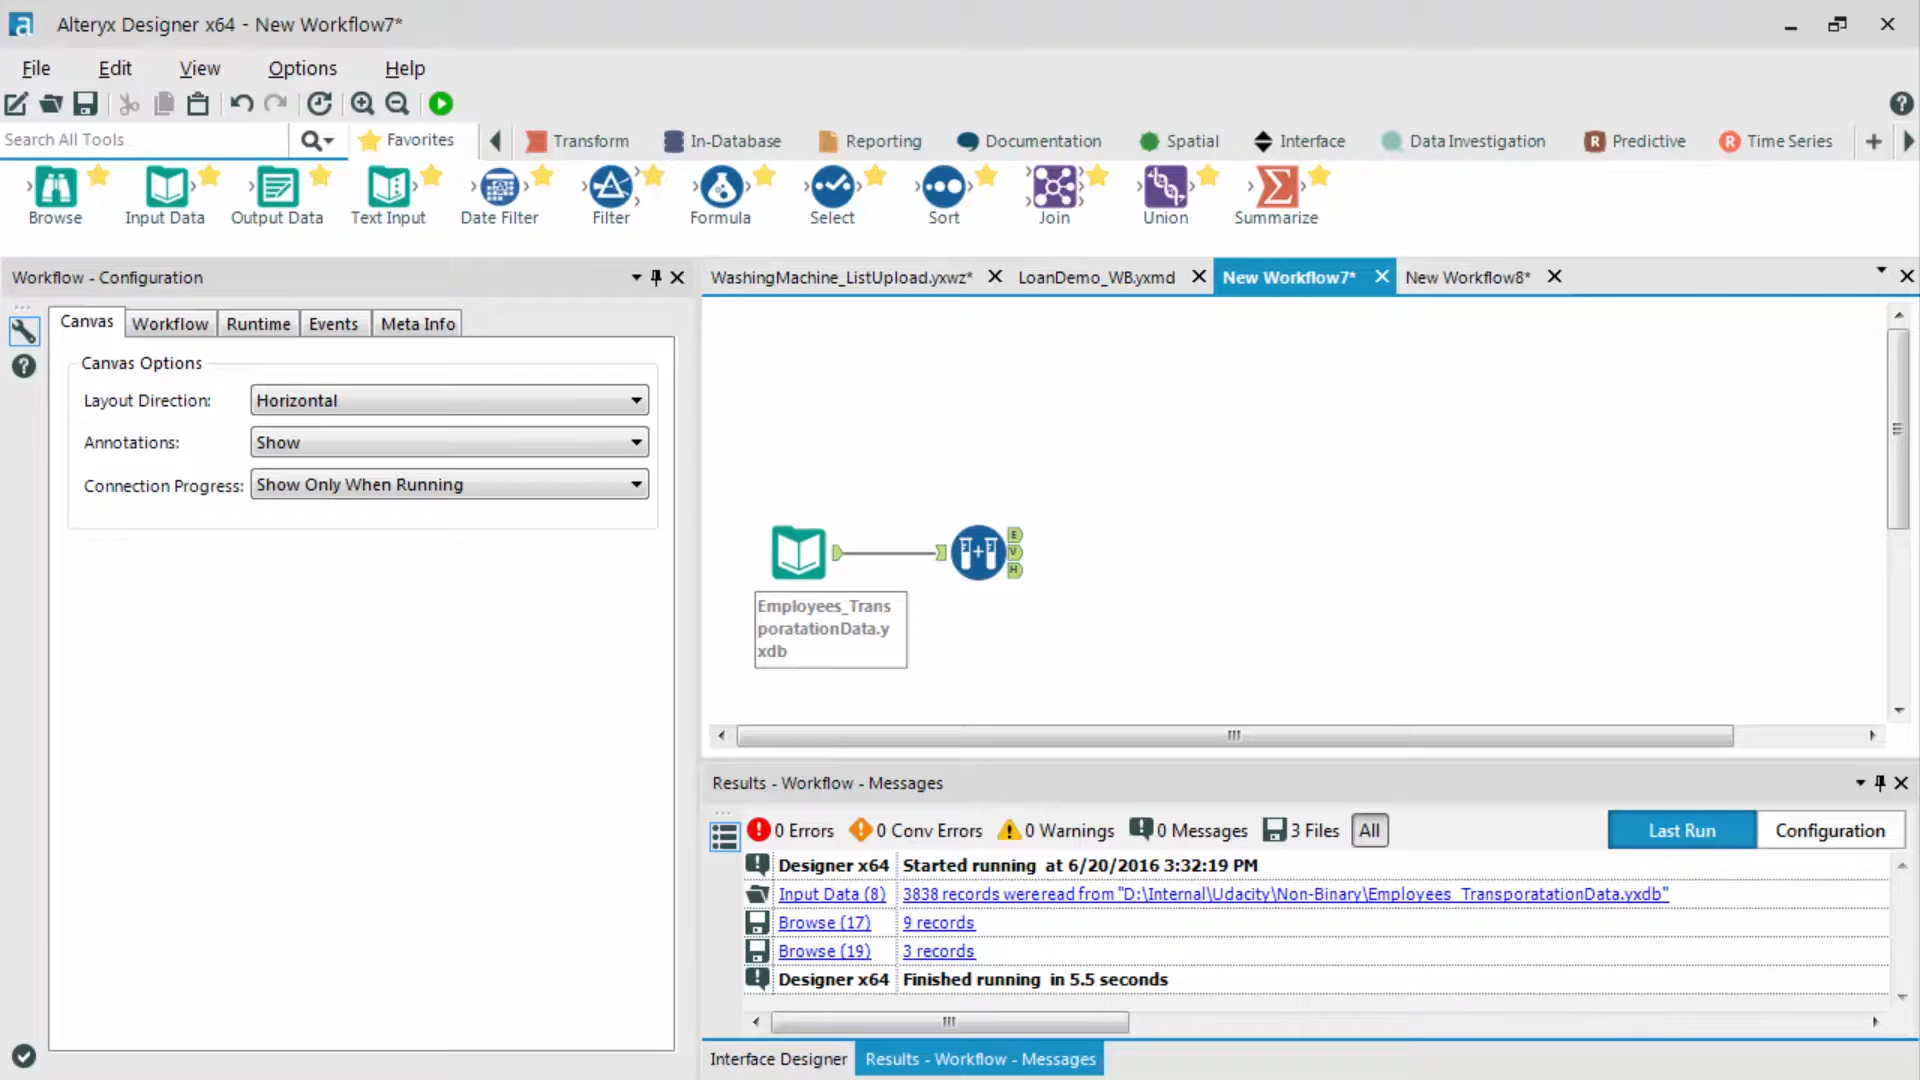 Alteryx Designer x64 - New Workflow7*
File Edit View Options Help
Search All Tools Favorites Transform In-Database Reporting Documentation Spatial Interface Data Investigation Predictive Time Series
Browse Input Data Output Data Text Input Date Filter Filter Formula Select Sort Join Union Summarize
Workflow - Configuration
WashingMachine_ListUpload.yxwz* LoanDemo_WB.yxmd New Workflow7* New Workflow8*
Canvas Workflow Runtime Events Meta Info
Canvas Options
Layout Direction: Horizontal
Annotations: Show
Connection Progress: Show Only When Running
E
V
H
Employees_Trans
poratationData.y
xdb
Results - Workflow - Messages
0 Errors 0 Conv Errors 0 Warnings 0 Messages 3 Files All Last Run Configuration
Designer x64 Started running at 6/20/2016 3:32:19 PM
Input Data (8) 3838 records were read from "D:\Internal\Udacity\Non-Binary\Employees_TransporatationData.yxdb"
Browse (17) 9 records
Browse (19) 3 records
Designer x64 Finished running in 5.5 seconds
Interface Designer Results - Workflow - Messages